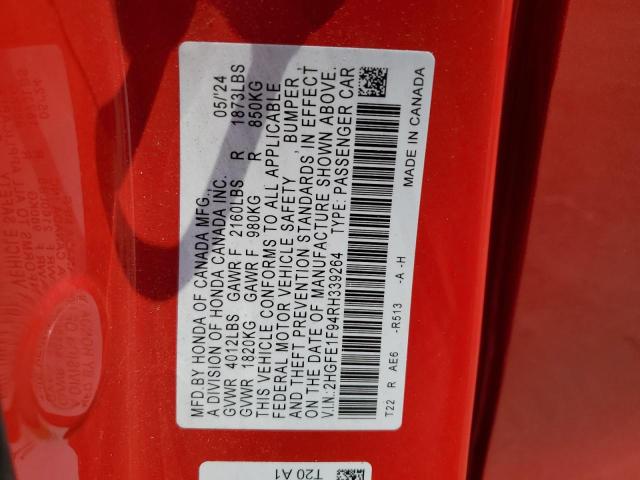 MFD.BY HONDA OF CANADA MFG., 05/'24
A DIVISION OF HONDA CANADA INC.
GVWR 4012LBS GAWR F 2160LBS R 1873LBS
GVWR 1820KG GAWR F 980KG R 850KG
THIS VEHICLE CONFORMS TO ALL APPLICABLE
FEDERAL MOTOR VEHICLE SAFETY , BUMPER
AND THEFT PREVENTION STANDARDS IN EFFECT
ON THE DATE OF MANUFACTURE SHOWN ABOVE.
V.I.N.:2HGFE1F94RH339264 TYPE: PASSENGER CAR
T22 R AE6 -R513 -A -H
MADE IN CANADA
T20 A1